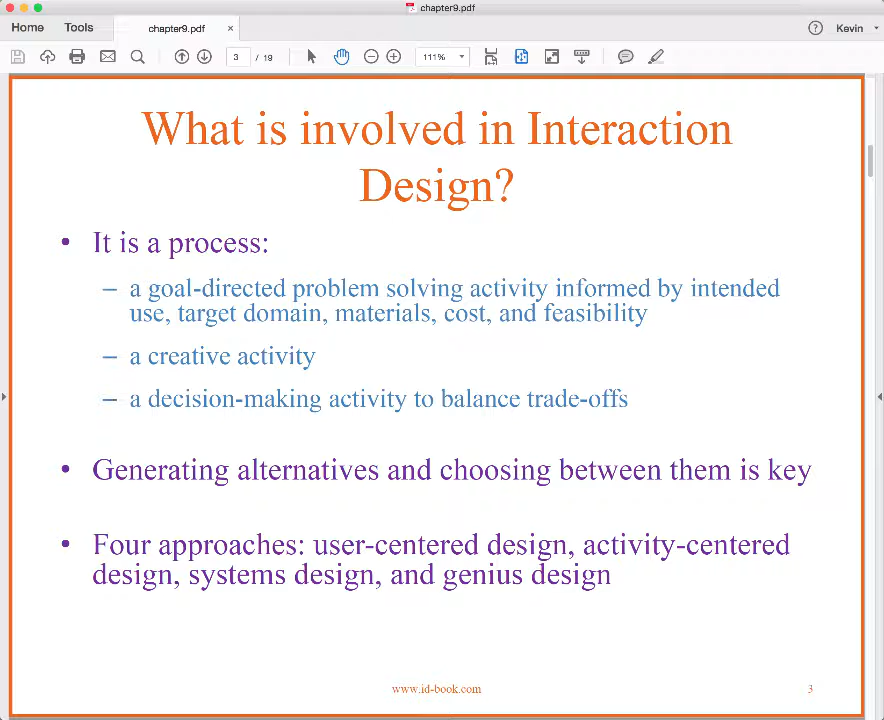 chapter9.pdf
Home Tools chapter9.pdf × ? Kevin
3 / 19 111%
What is involved in Interaction
Design?
• It is a process:
– a goal-directed problem solving activity informed by intended
use, target domain, materials, cost, and feasibility
– a creative activity
– a decision-making activity to balance trade-offs
• Generating alternatives and choosing between them is key
• Four approaches: user-centered design, activity-centered
design, systems design, and genius design
www.id-book.com 3